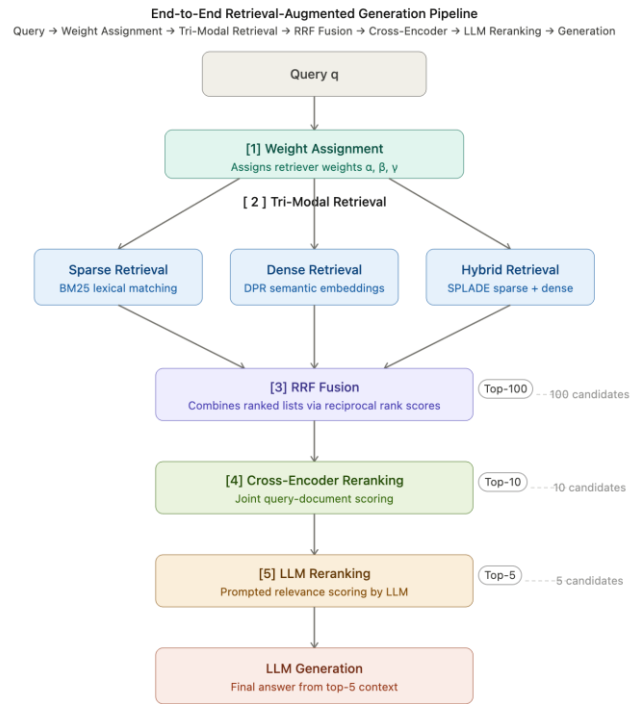 End-to-End Retrieval-Augmented Generation Pipeline
Query → Weight Assignment → Tri-Modal Retrieval → RRF Fusion → Cross-Encoder → LLM Reranking → Generation
Query q
[1] Weight Assignment
Assigns retriever weights α, β, γ
[ 2 ] Tri-Modal Retrieval
Sparse Retrieval
BM25 lexical matching
Dense Retrieval
DPR semantic embeddings
Hybrid Retrieval
SPLADE sparse + dense
[3] RRF Fusion
Combines ranked lists via reciprocal rank scores
Top-100
100 candidates
[4] Cross-Encoder Reranking
Joint query-document scoring
Top-10
10 candidates
[5] LLM Reranking
Prompted relevance scoring by LLM
Top-5
5 candidates
LLM Generation
Final answer from top-5 context